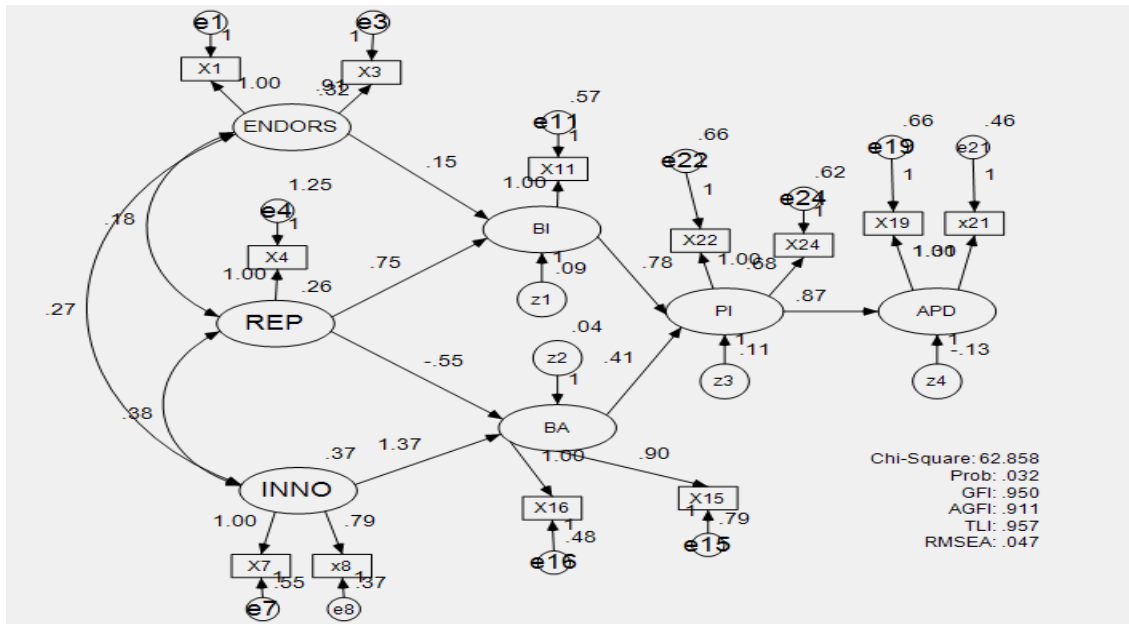 e1
e3
1
1
X1
X3
1.00
.32
ENDORS
.57
e11
1
X11
1.00
.66
e22
1
.66
e19
1
.46
e21
1
.15
1.25
e4
1
X4
1.00
.26
.18
BI
1
.09
z1
.62
e24
1
X22
X24
1.00
.68
X19
x21
1.00
.75
.78
.27
REP
PI
.87
APD
1
.11
z3
1
-.13
z4
.04
z2
1
-.55
.41
.38
.37
1.37
BA
INNO
1.00
.90
1.00
.79
X16
1
.48
e16
X15
1
.79
e15
X7
1
.55
e7
x8
1
.37
e8
Chi-Square: 62.858
Prob: .032
GFI: .950
AGFI: .911
TLI: .957
RMSEA: .047